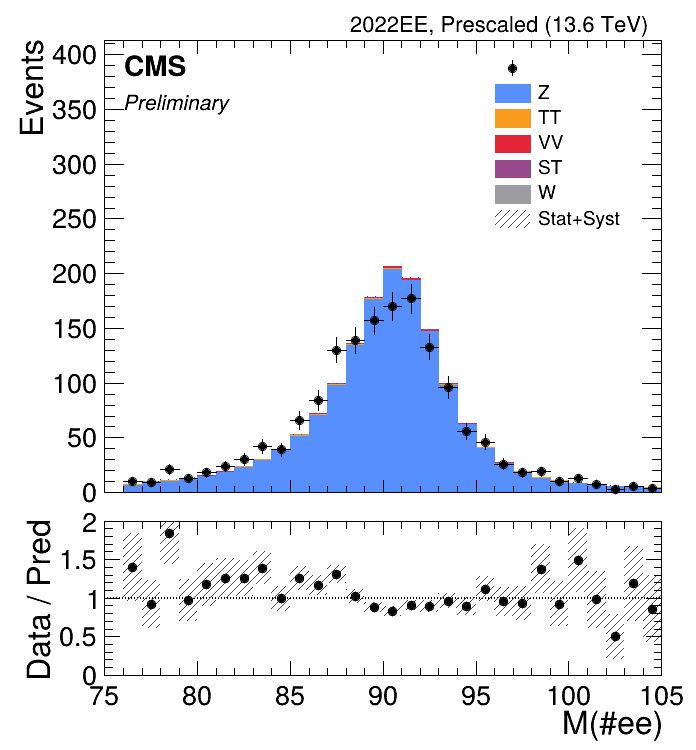 2022EE, Prescaled (13.6 TeV)
CMS
Preliminary
Events
400
350
300
250
200
150
100
50
0
Z
TT
VV
ST
W
Stat+Syst
Data / Pred
2
1.5
1
0.5
0
75 80 85 90 95 100 105
M(#ee)